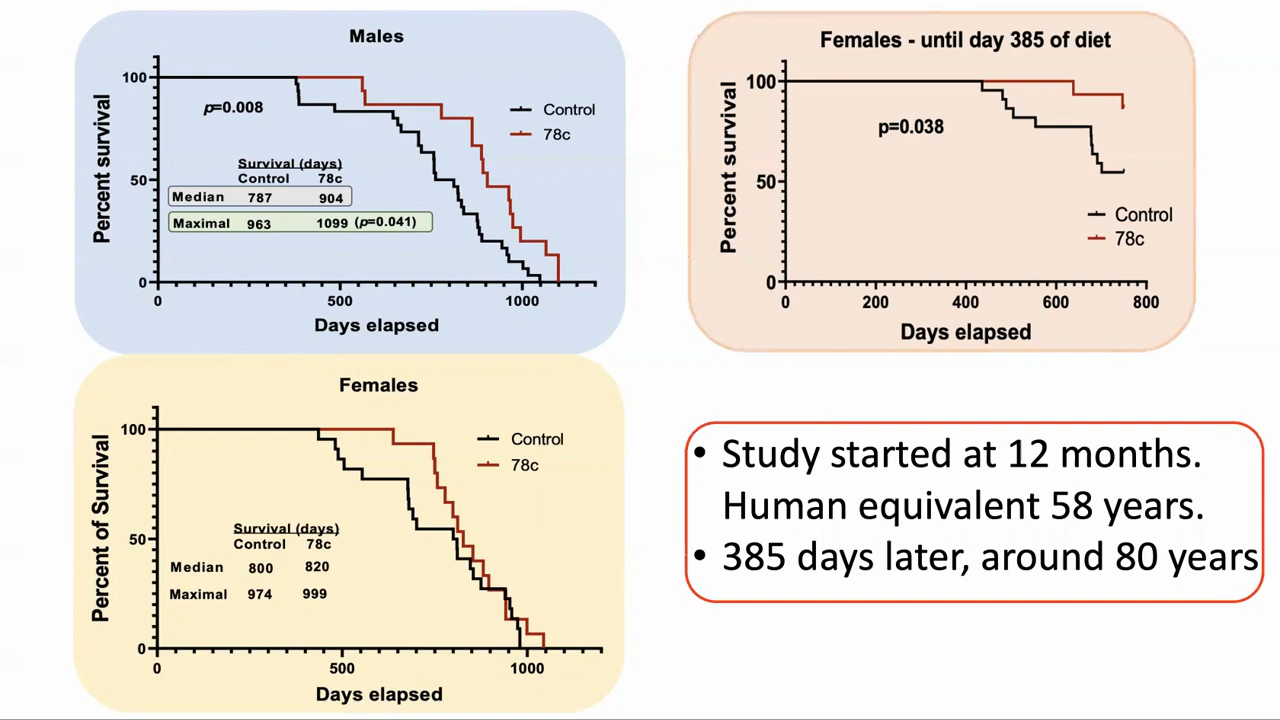 Males
Percent survival
100
50
0
p=0.008
Control
78c
Survival (days)
Control 78c
Median 787 904
Maximal 963 1099 (p=0.041)
0 500 1000
Days elapsed
Females - until day 385 of diet
Percent survival
100
50
0
p=0.038
Control
78c
0 200 400 600 800
Days elapsed
Females
Percent of Survival
100
50
0
Control
78c
Survival (days)
Control 78c
Median 800 820
Maximal 974 999
0 500 1000
Days elapsed
• Study started at 12 months.
Human equivalent 58 years.
• 385 days later, around 80 years